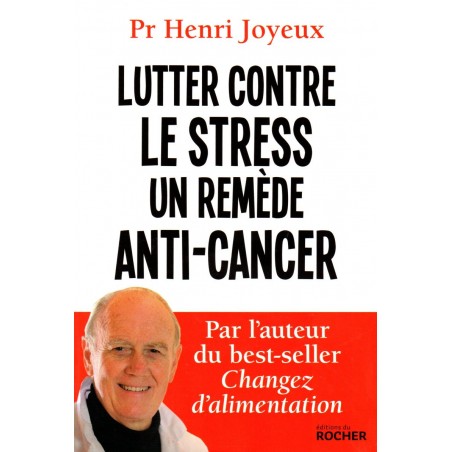 Pr Henri Joyeux
LUTTER CONTRE
LE STRESS
UN REMÈDE
ANTI-CANCER
Par l'auteur
du best-seller
Changez
d'alimentation
éditions du
ROCHER